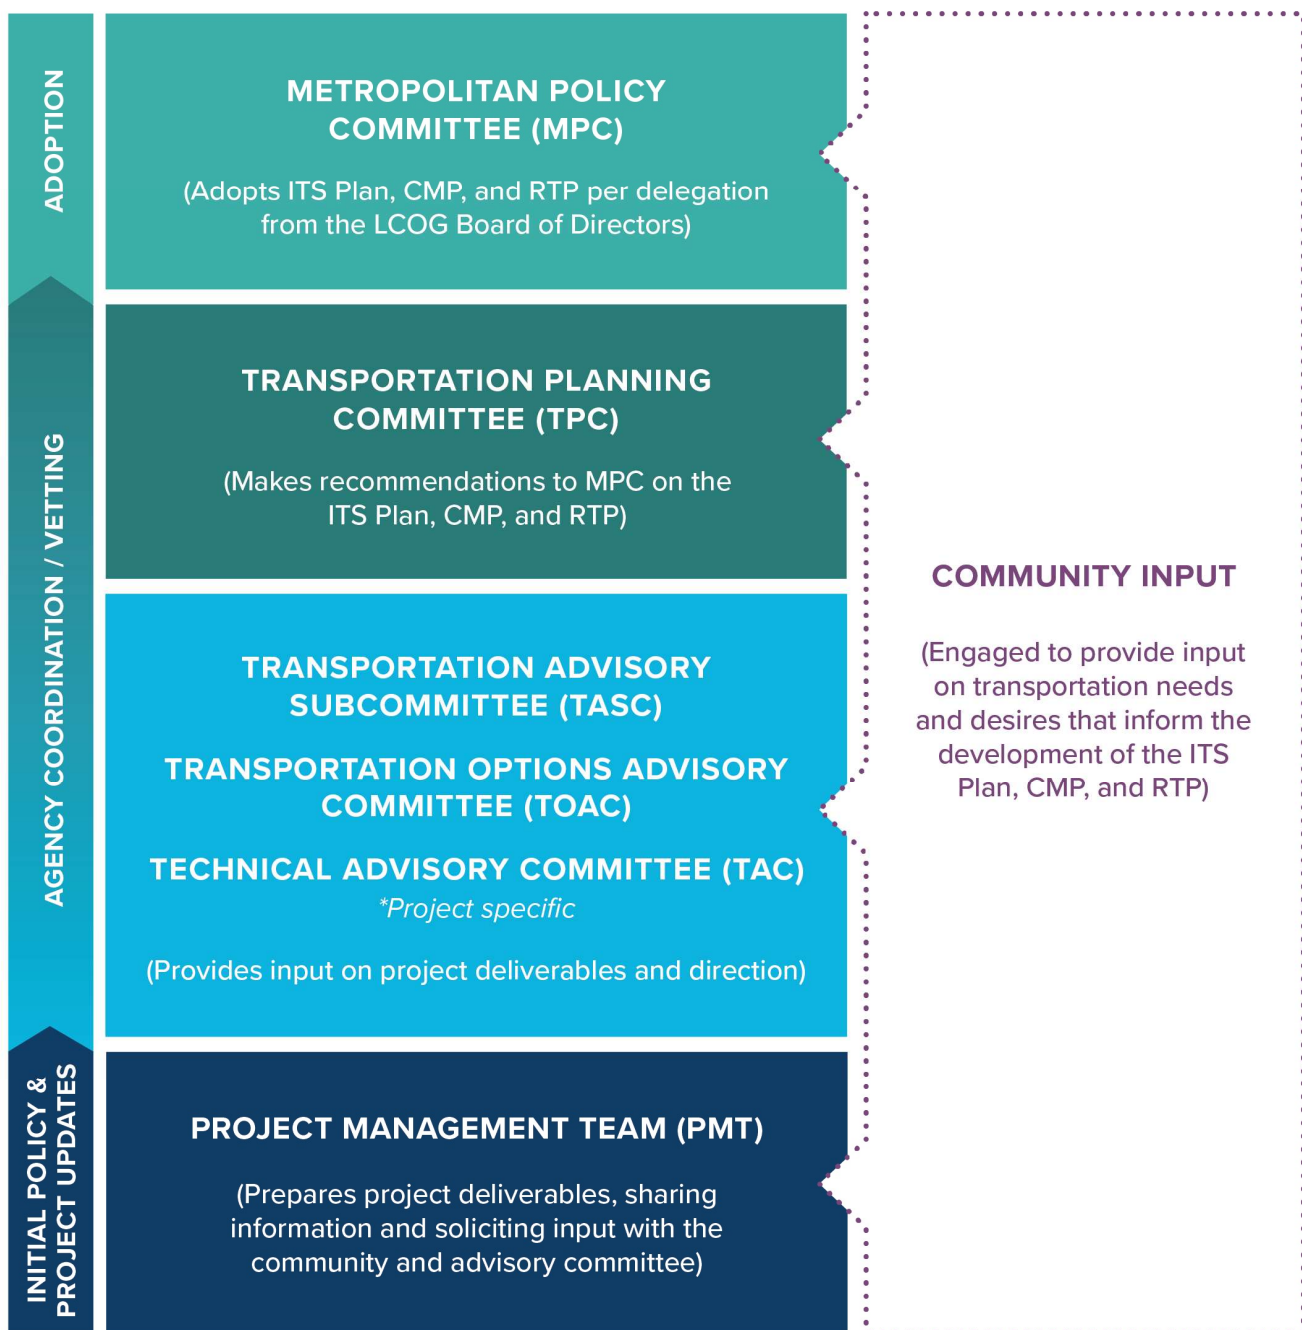 ADOPTION
METROPOLITAN POLICY
COMMITTEE (MPC)
(Adopts ITS Plan, CMP, and RTP per delegation
from the LCOG Board of Directors)
AGENCY COORDINATION / VETTING
TRANSPORTATION PLANNING
COMMITTEE (TPC)
(Makes recommendations to MPC on the
ITS Plan, CMP, and RTP)
TRANSPORTATION ADVISORY
SUBCOMMITTEE (TASC)
TRANSPORTATION OPTIONS ADVISORY
COMMITTEE (TOAC)
TECHNICAL ADVISORY COMMITTEE (TAC)
*Project specific
(Provides input on project deliverables and direction)
INITIAL POLICY &
PROJECT UPDATES
PROJECT MANAGEMENT TEAM (PMT)
(Prepares project deliverables, sharing
information and soliciting input with the
community and advisory committee)
COMMUNITY INPUT
(Engaged to provide input
on transportation needs
and desires that inform the
development of the ITS
Plan, CMP, and RTP)